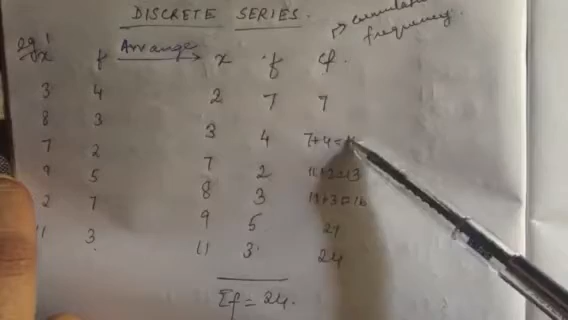 DISCRETE SERIES.
↳ Cumulative frequency.
eg! x f Arrange x f Cf
3 4 2 7 7
8 3 3 4 7+4=11
7 2 7 2 11+2=13
9 5 8 3 13+3=16
2 7 9 5 21
11 3 11 3 24
Σf = 24.